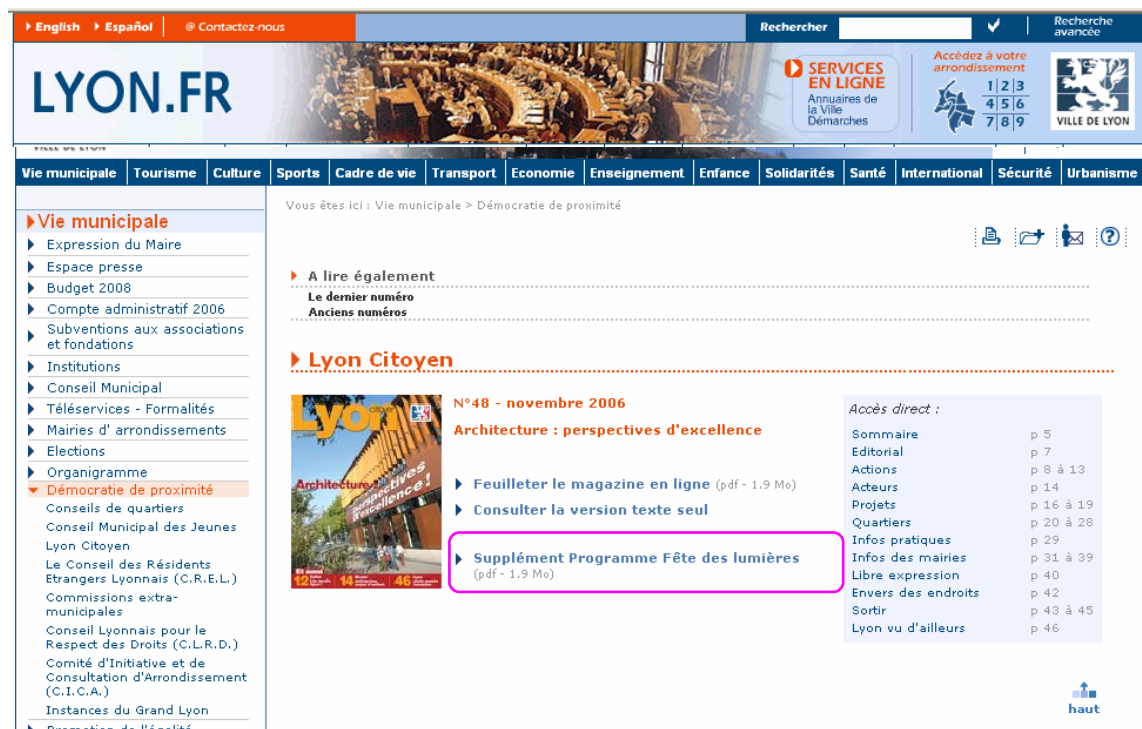 English Español @ Contactez-nous
Rechercher
Recherche avancée
LYON.FR
SERVICES
EN LIGNE
Annuaires de
la Ville
Démarches
Accédez à votre
arrondissement
1|2|3
4|5|6
7|8|9
VILLE DE LYON
Vie municipale Tourisme Culture Sports Cadre de vie Transport Economie Enseignement Enfance Solidarités Santé International Sécurité Urbanisme
Vous êtes ici : Vie municipale > Démocratie de proximité
Vie municipale
Expression du Maire
Espace presse
Budget 2008
Compte administratif 2006
Subventions aux associations
et fondations
Institutions
Conseil Municipal
Téléservices - Formalités
Mairies d' arrondissements
Elections
Organigramme
Démocratie de proximité
Conseils de quartiers
Conseil Municipal des Jeunes
Lyon Citoyen
Le Conseil des Résidents
Etrangers Lyonnais (C.R.E.L.)
Commissions extra-
municipales
Conseil Lyonnais pour le
Respect des Droits (C.L.R.D.)
Comité d'Initiative et de
Consultation d'Arrondissement
(C.I.C.A.)
Instances du Grand Lyon
A lire également
Le dernier numéro
Anciens numéros
Lyon Citoyen
Lyon citoyen
Architecture :
perspectives
d'excellence !
12 14 46
N°48 - novembre 2006
Architecture : perspectives d'excellence
Feuilleter le magazine en ligne (pdf - 1.9 Mo)
Consulter la version texte seul
Supplément Programme Fête des lumières
(pdf - 1.9 Mo)
Accès direct :
Sommaire p 5
Editorial p 7
Actions p 8 à 13
Acteurs p 14
Projets p 16 à 19
Quartiers p 20 à 28
Infos pratiques p 29
Infos des mairies p 31 à 39
Libre expression p 40
Envers des endroits p 42
Sortir p 43 à 45
Lyon vu d'ailleurs p 46
haut